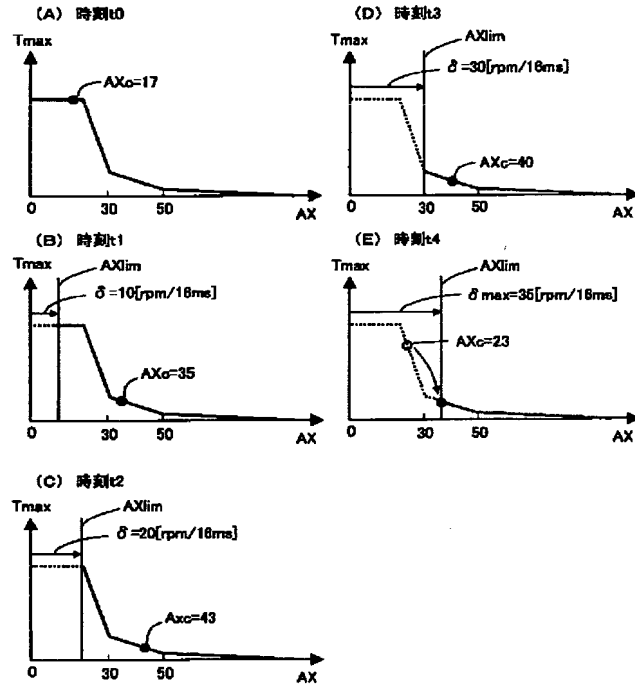 (A) 時刻t0
Tmax
AXc=17
0 30 50 AX
(B) 時刻t1
Tmax
AXlim
δ=10[rpm/16ms]
AXc=35
0 30 50 AX
(C) 時刻t2
Tmax
AXlim
δ=20[rpm/16ms]
Axc=43
0 30 50 AX
(D) 時刻t3
Tmax
AXlim
δ=30[rpm/16ms]
AXc=40
0 30 50 AX
(E) 時刻t4
Tmax
AXlim
δmax=35[rpm/16ms]
AXc=23
0 30 50 AX